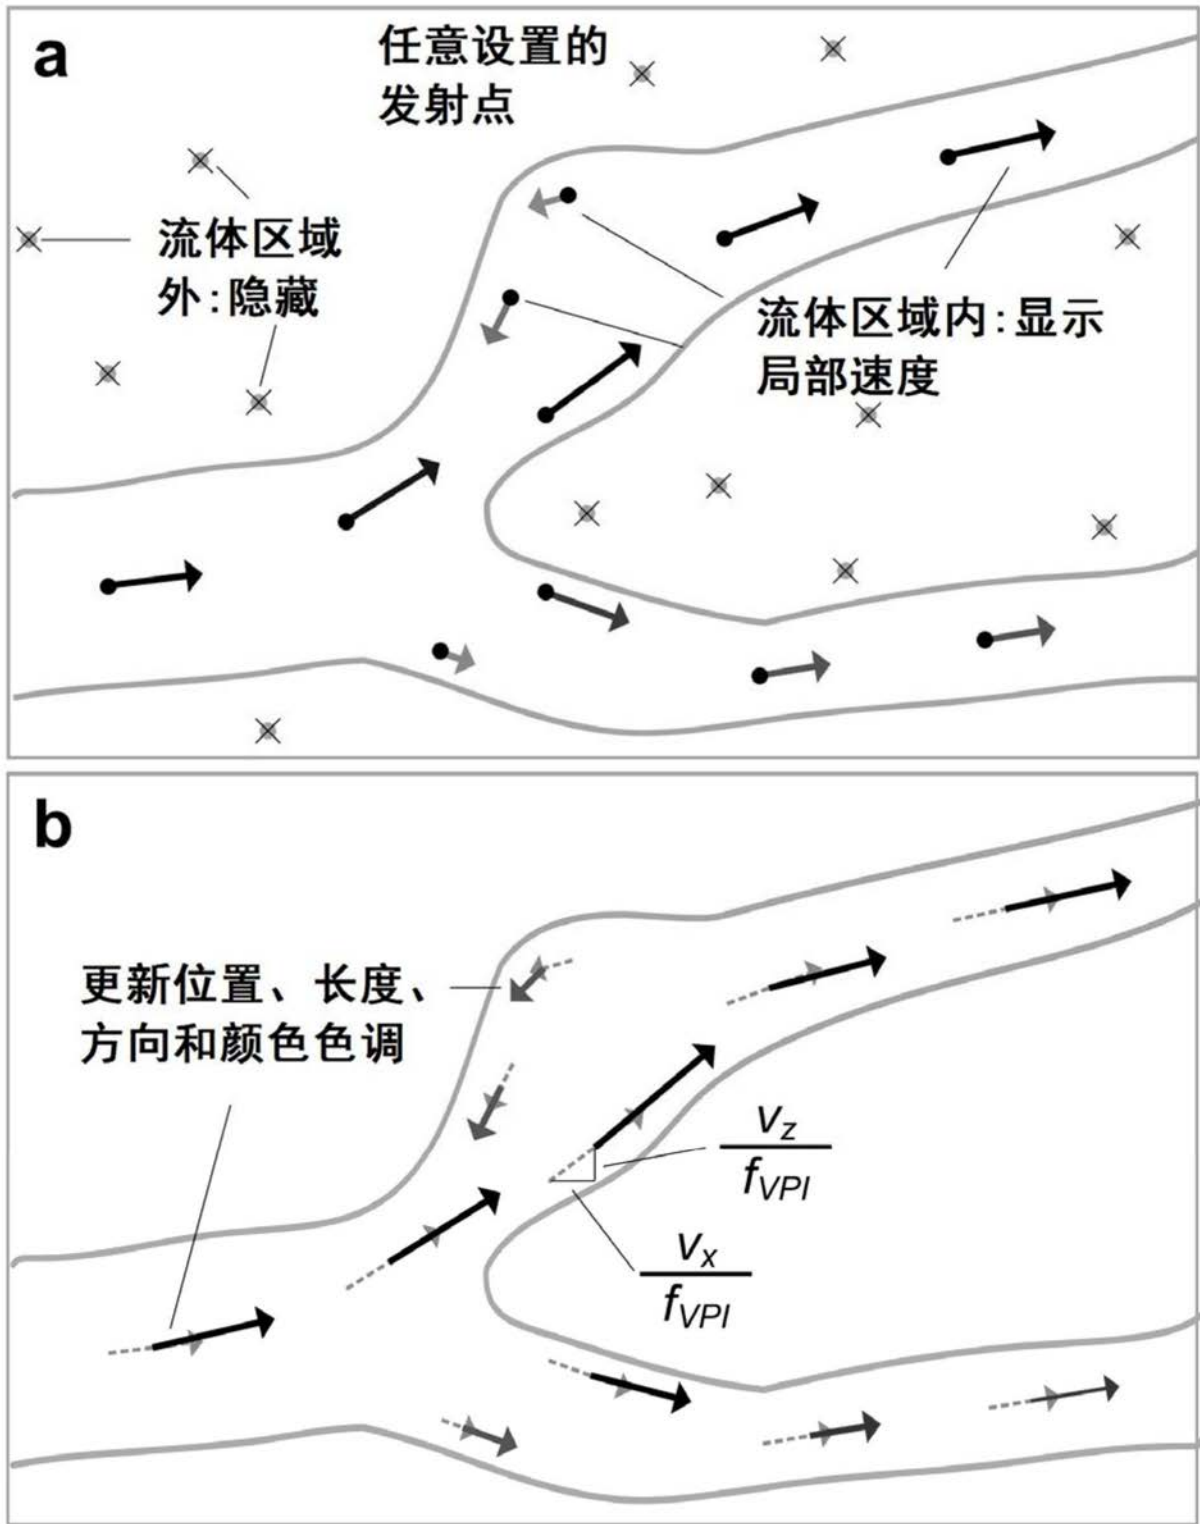 a
任意设置的
发射点
流体区域
外:隐藏
流体区域内:显示
局部速度
b
更新位置、长度、
方向和颜色色调
v_z
f_VPI
v_x
f_VPI